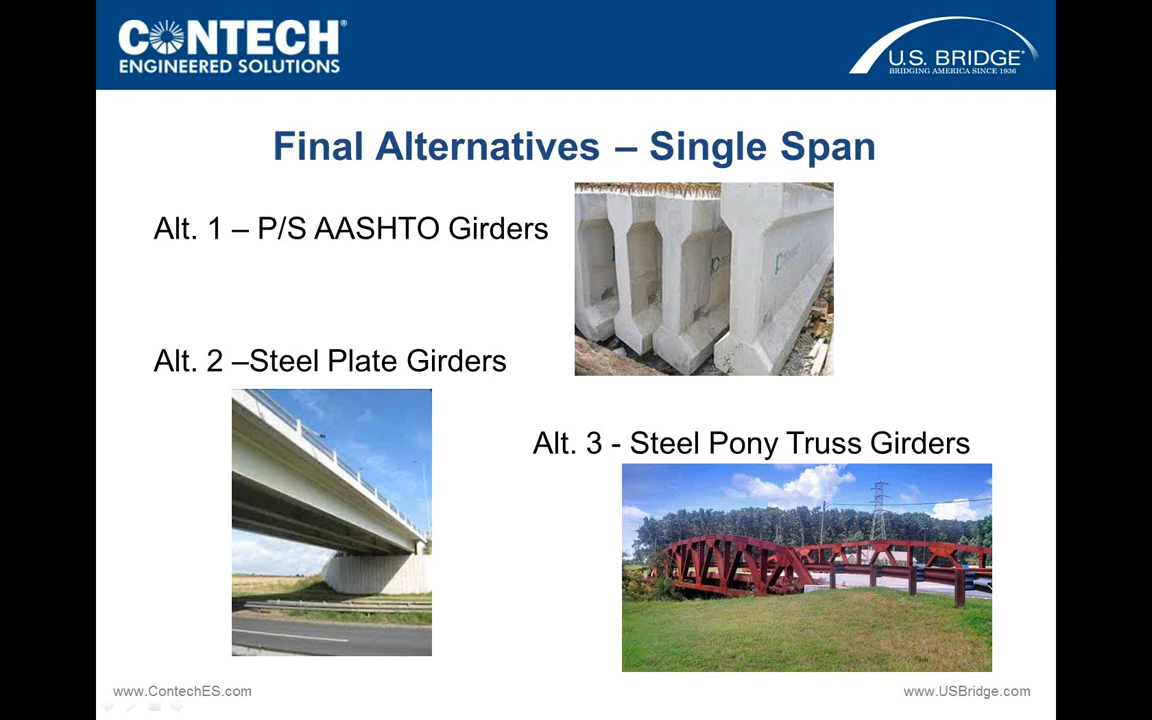 CONTECH®
ENGINEERED SOLUTIONS
U.S. BRIDGE®
BRIDGING AMERICA SINCE 1936
Final Alternatives – Single Span
Alt. 1 – P/S AASHTO Girders
Alt. 2 –Steel Plate Girders
Alt. 3 - Steel Pony Truss Girders
www.ContechES.com
www.USBridge.com